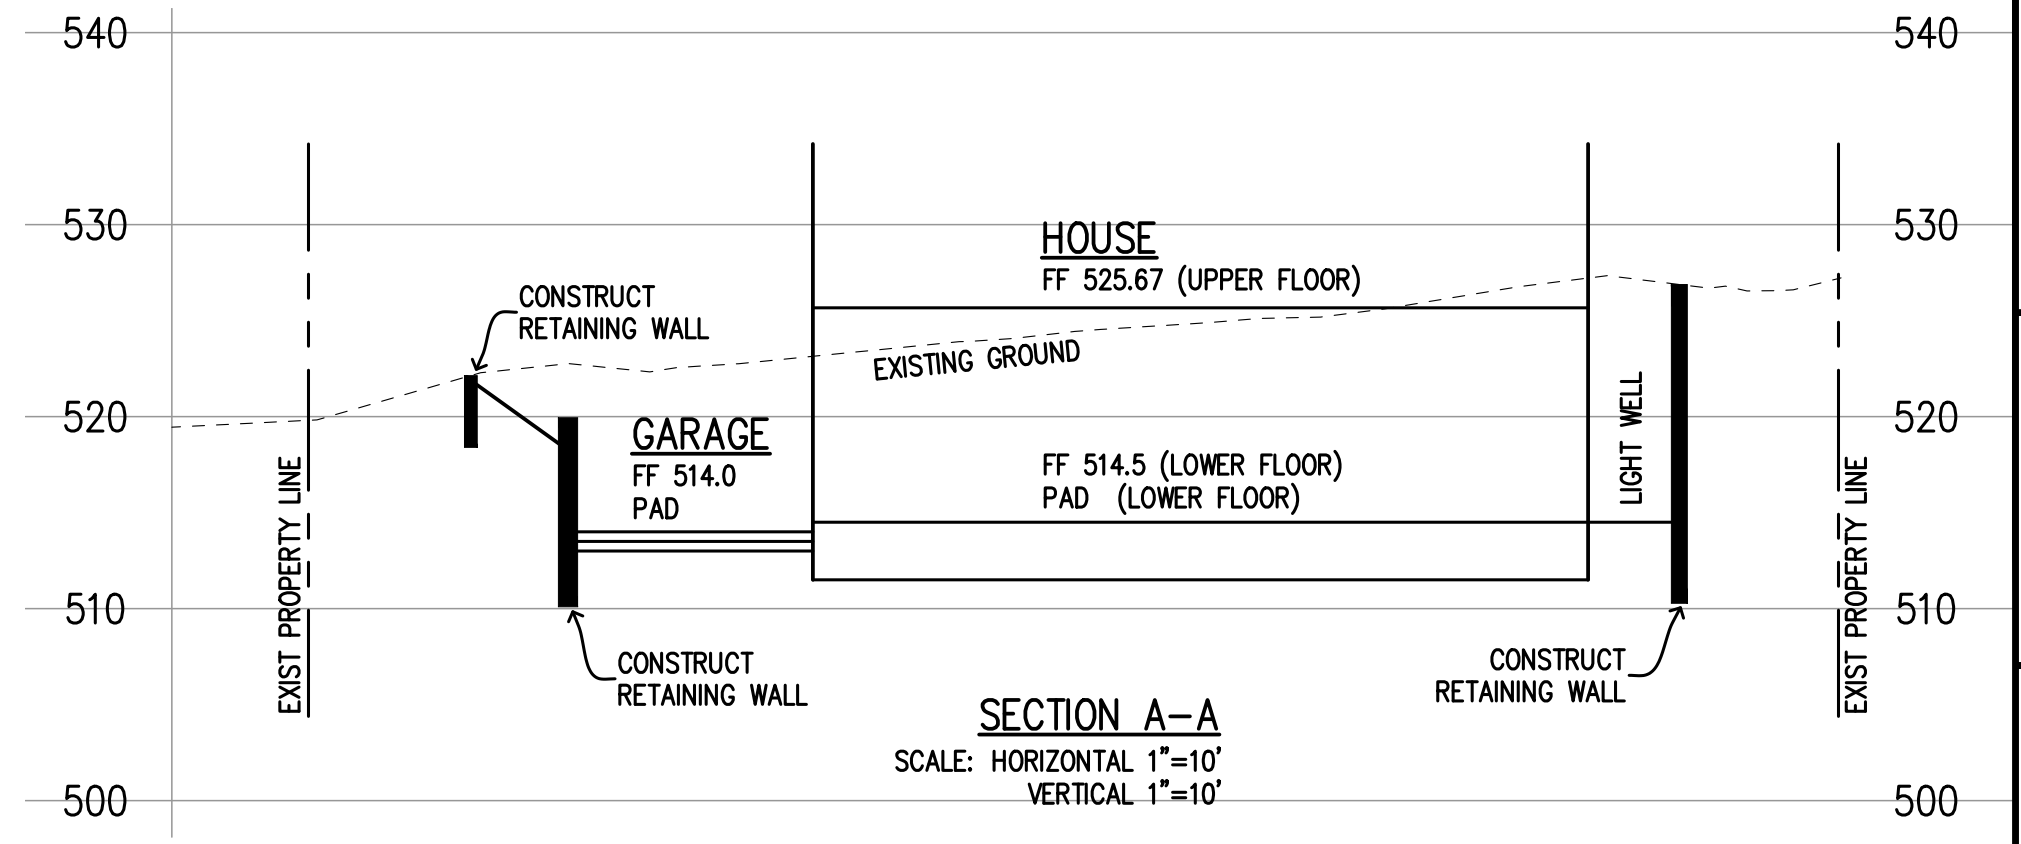 540
540
530
530
HOUSE
FF 525.67 (UPPER FLOOR)
CONSTRUCT
RETAINING WALL
EXISTING GROUND
520
520
GARAGE
FF 514.0
PAD
FF 514.5 (LOWER FLOOR)
PAD (LOWER FLOOR)
LIGHT WELL
EXIST PROPERTY LINE
EXIST PROPERTY LINE
510
510
CONSTRUCT
RETAINING WALL
CONSTRUCT
RETAINING WALL
SECTION A-A
SCALE: HORIZONTAL 1"=10'
VERTICAL 1"=10'
500
500